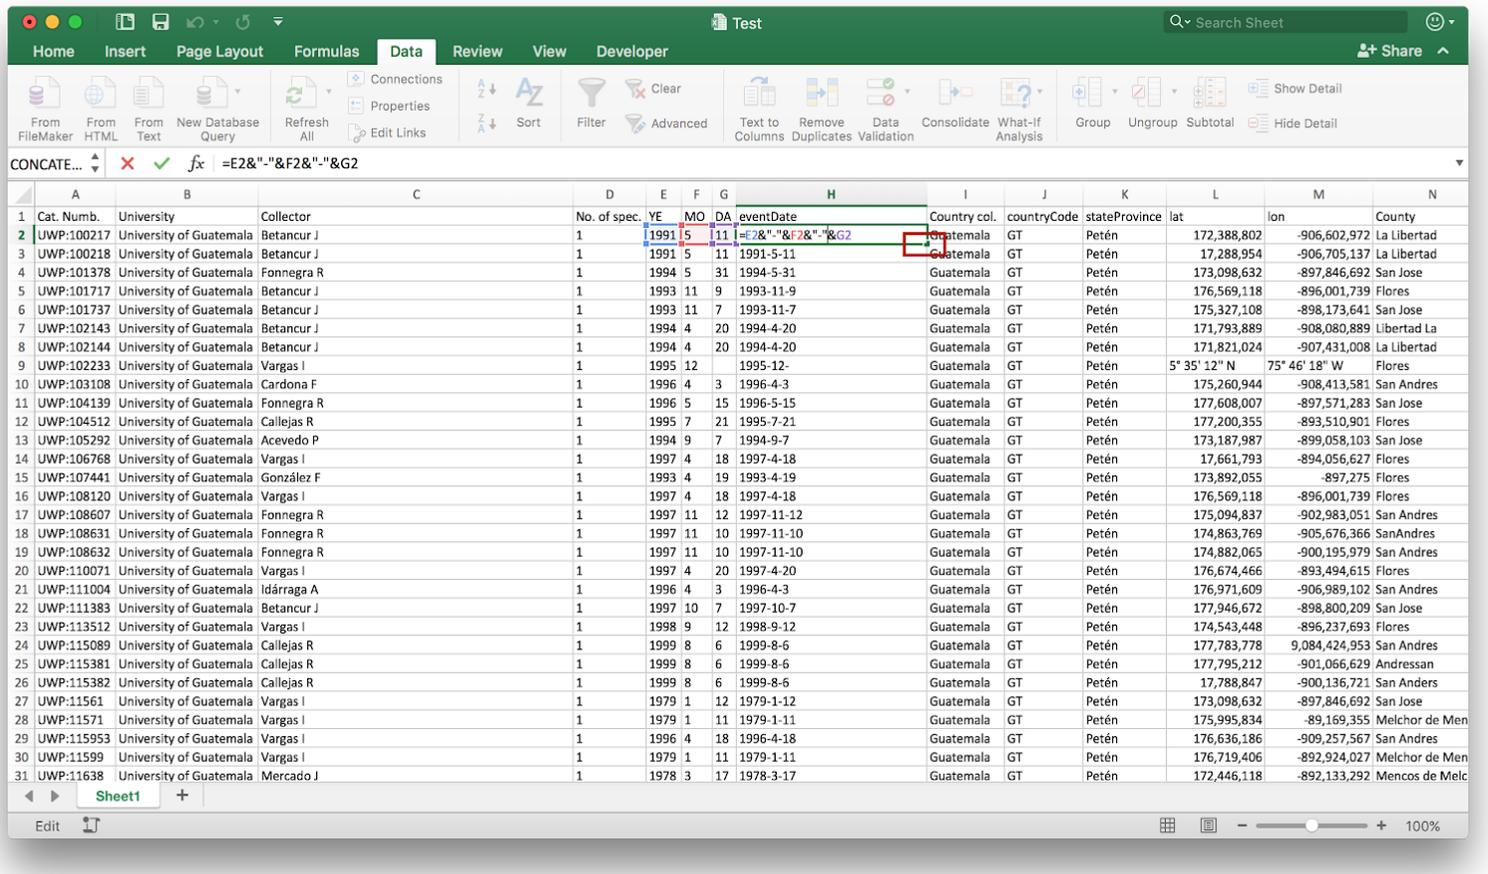 Test
Search Sheet
Home Insert Page Layout Formulas Data Review View Developer Share
From FileMaker From HTML From Text New Database Query Refresh All Connections Properties Edit Links Sort Filter Clear Advanced Text to Columns Remove Duplicates Data Validation Consolidate What-If Analysis Group Ungroup Subtotal Show Detail Hide Detail
CONCATE... fx =E2&"-"&F2&"-"&G2
A B C D E F G H I J K L M N
1 Cat. Numb. University Collector No. of spec. YE MO DA eventDate Country col. countryCode stateProvince lat lon County
2 UWP:100217 University of Guatemala Betancur J 1 1991 5 11 =E2&"-"&F2&"-"&G2 Guatemala GT Petén 172,388,802 -906,602,972 La Libertad
3 UWP:100218 University of Guatemala Betancur J 1 1991 5 11 1991-5-11 Guatemala GT Petén 17,288,954 -906,705,137 La Libertad
4 UWP:101378 University of Guatemala Fonnegra R 1 1994 5 31 1994-5-31 Guatemala GT Petén 173,098,632 -897,846,692 San Jose
5 UWP:101717 University of Guatemala Betancur J 1 1993 11 9 1993-11-9 Guatemala GT Petén 176,569,118 -896,001,739 Flores
6 UWP:101737 University of Guatemala Betancur J 1 1993 11 7 1993-11-7 Guatemala GT Petén 175,327,108 -898,173,641 San Jose
7 UWP:102143 University of Guatemala Betancur J 1 1994 4 20 1994-4-20 Guatemala GT Petén 171,793,889 -908,080,889 Libertad La
8 UWP:102144 University of Guatemala Betancur J 1 1994 4 20 1994-4-20 Guatemala GT Petén 171,821,024 -907,431,008 La Libertad
9 UWP:102233 University of Guatemala Vargas I 1 1995 12 1995-12- Guatemala GT Petén 5° 35' 12" N 75° 46' 18" W Flores
10 UWP:103108 University of Guatemala Cardona F 1 1996 4 3 1996-4-3 Guatemala GT Petén 175,260,944 -908,413,581 San Andres
11 UWP:104139 University of Guatemala Fonnegra R 1 1996 5 15 1996-5-15 Guatemala GT Petén 177,608,007 -897,571,283 San Jose
12 UWP:104512 University of Guatemala Callejas R 1 1995 7 21 1995-7-21 Guatemala GT Petén 177,200,355 -893,510,901 Flores
13 UWP:105292 University of Guatemala Acevedo P 1 1994 9 7 1994-9-7 Guatemala GT Petén 173,187,987 -899,058,103 San Jose
14 UWP:106768 University of Guatemala Vargas I 1 1997 4 18 1997-4-18 Guatemala GT Petén 17,661,793 -894,056,627 Flores
15 UWP:107441 University of Guatemala González F 1 1993 4 19 1993-4-19 Guatemala GT Petén 173,892,055 -897,275 Flores
16 UWP:108120 University of Guatemala Vargas I 1 1997 4 18 1997-4-18 Guatemala GT Petén 176,569,118 -896,001,739 Flores
17 UWP:108607 University of Guatemala Fonnegra R 1 1997 11 12 1997-11-12 Guatemala GT Petén 175,094,837 -902,983,051 San Andres
18 UWP:108631 University of Guatemala Fonnegra R 1 1997 11 10 1997-11-10 Guatemala GT Petén 174,863,769 -905,676,366 SanAndres
19 UWP:108632 University of Guatemala Fonnegra R 1 1997 11 10 1997-11-10 Guatemala GT Petén 174,882,065 -900,195,979 San Andres
20 UWP:110071 University of Guatemala Vargas I 1 1997 4 20 1997-4-20 Guatemala GT Petén 176,674,466 -893,494,615 Flores
21 UWP:111004 University of Guatemala Idárraga A 1 1996 4 3 1996-4-3 Guatemala GT Petén 176,971,609 -906,989,102 San Andres
22 UWP:111383 University of Guatemala Betancur J 1 1997 10 7 1997-10-7 Guatemala GT Petén 177,946,672 -898,800,209 San Jose
23 UWP:113512 University of Guatemala Vargas I 1 1998 9 12 1998-9-12 Guatemala GT Petén 174,543,448 -896,237,693 Flores
24 UWP:115089 University of Guatemala Callejas R 1 1999 8 6 1999-8-6 Guatemala GT Petén 177,783,778 9,084,424,953 San Andres
25 UWP:115381 University of Guatemala Callejas R 1 1999 8 6 1999-8-6 Guatemala GT Petén 177,795,212 -901,066,629 Andressan
26 UWP:115382 University of Guatemala Callejas R 1 1999 8 6 1999-8-6 Guatemala GT Petén 17,788,847 -900,136,721 San Anders
27 UWP:11561 University of Guatemala Vargas I 1 1979 1 12 1979-1-12 Guatemala GT Petén 173,098,632 -897,846,692 San Jose
28 UWP:11571 University of Guatemala Vargas I 1 1979 1 11 1979-1-11 Guatemala GT Petén 175,995,834 -89,169,355 Melchor de Men
29 UWP:115953 University of Guatemala Vargas I 1 1996 4 18 1996-4-18 Guatemala GT Petén 176,636,186 -909,257,567 San Andres
30 UWP:11599 University of Guatemala Vargas I 1 1979 1 11 1979-1-11 Guatemala GT Petén 176,719,406 -892,924,027 Melchor de Men
31 UWP:11638 University of Guatemala Mercado J 1 1978 3 17 1978-3-17 Guatemala GT Petén 172,446,118 -892,133,292 Mencos de Melc
Sheet1 +
Edit 100%